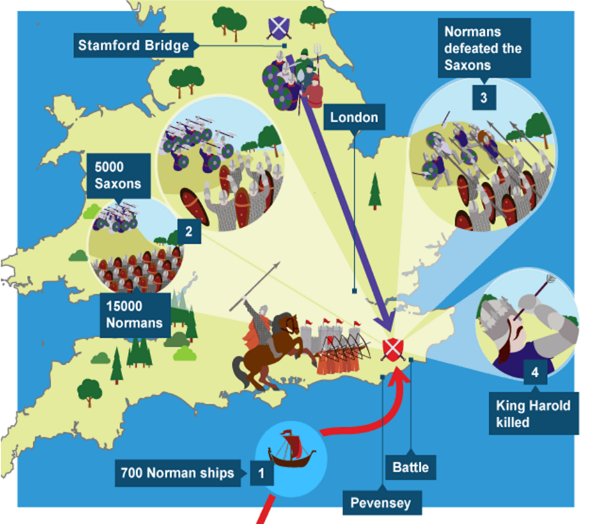 Stamford Bridge
Normans
defeated the
Saxons
3
London
5000
Saxons
2
15000
Normans
4
King Harold
killed
700 Norman ships
1
Battle
Pevensey